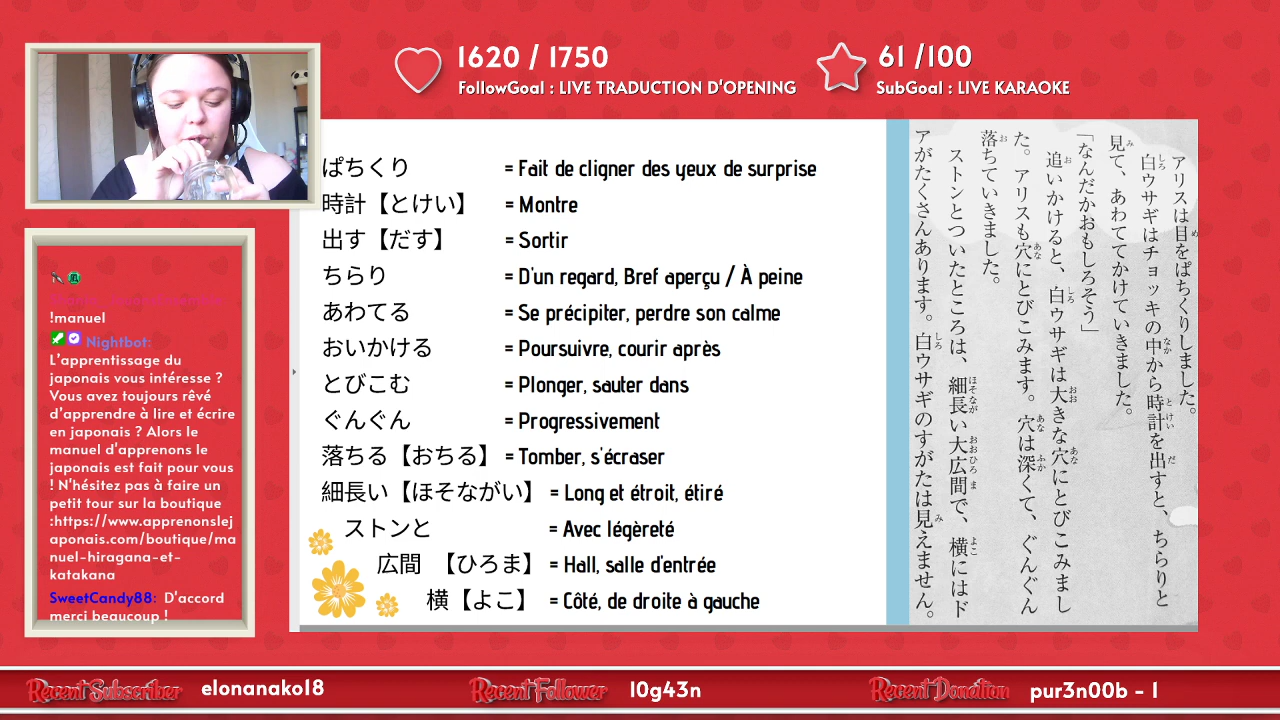 1620 / 1750
FollowGoal : LIVE TRADUCTION D'OPENING
61 /100
SubGoal : LIVE KARAOKE
!manuel
Nightbot:
L'apprentissage du
japonais vous intéresse ?
Vous avez toujours rêvé
d'apprendre à lire et écrire
en japonais ? Alors le
manuel d'apprenons le
japonais est fait pour vous
! N'hésitez pas à faire un
petit tour sur la boutique
:https://www.apprenonslej
aponais.com/boutique/ma
nuel-hiragana-et-
katakana
SweetCandy88: D'accord
merci beaucoup !
ぱちくり = Fait de cligner des yeux de surprise
時計【とけい】 = Montre
出す【だす】 = Sortir
ちらり = D'un regard, Bref aperçu / À peine
あわてる = Se précipiter, perdre son calme
おいかける = Poursuivre, courir après
とびこむ = Plonger, sauter dans
ぐんぐん = Progressivement
落ちる【おちる】 = Tomber, s'écraser
細長い【ほそながい】 = Long et étroit, étiré
ストンと = Avec légèreté
広間 【ひろま】 = Hall, salle d'entrée
横【よこ】 = Côté, de droite à gauche
アリスは目をぱちくりしました。
白ウサギはチョッキの中から時計を出すと、ちらりと
見て、あわててかけていきました。
「なんだかおもしろそう」
追いかけると、白ウサギは大きな穴にとびこみまし
た。アリスも穴にとびこみます。穴は深くて、ぐんぐん
落ちていきました。
ストンとついたところは、細長い大広間で、横にはド
アがたくさんあります。白ウサギのすがたは見えません。
Recent Subscriber elonanako18
Recent Follower l0g43n
Recent Donation pur3n00b - 1